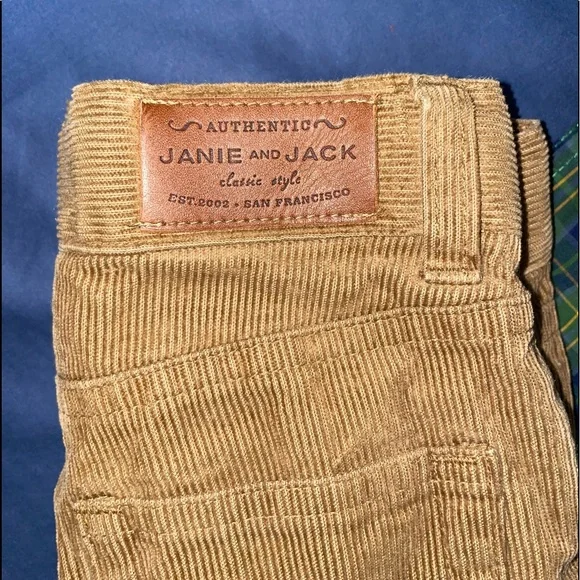 AUTHENTIC
JANIE AND JACK
classic style
EST.2002 • SAN FRANCISCO